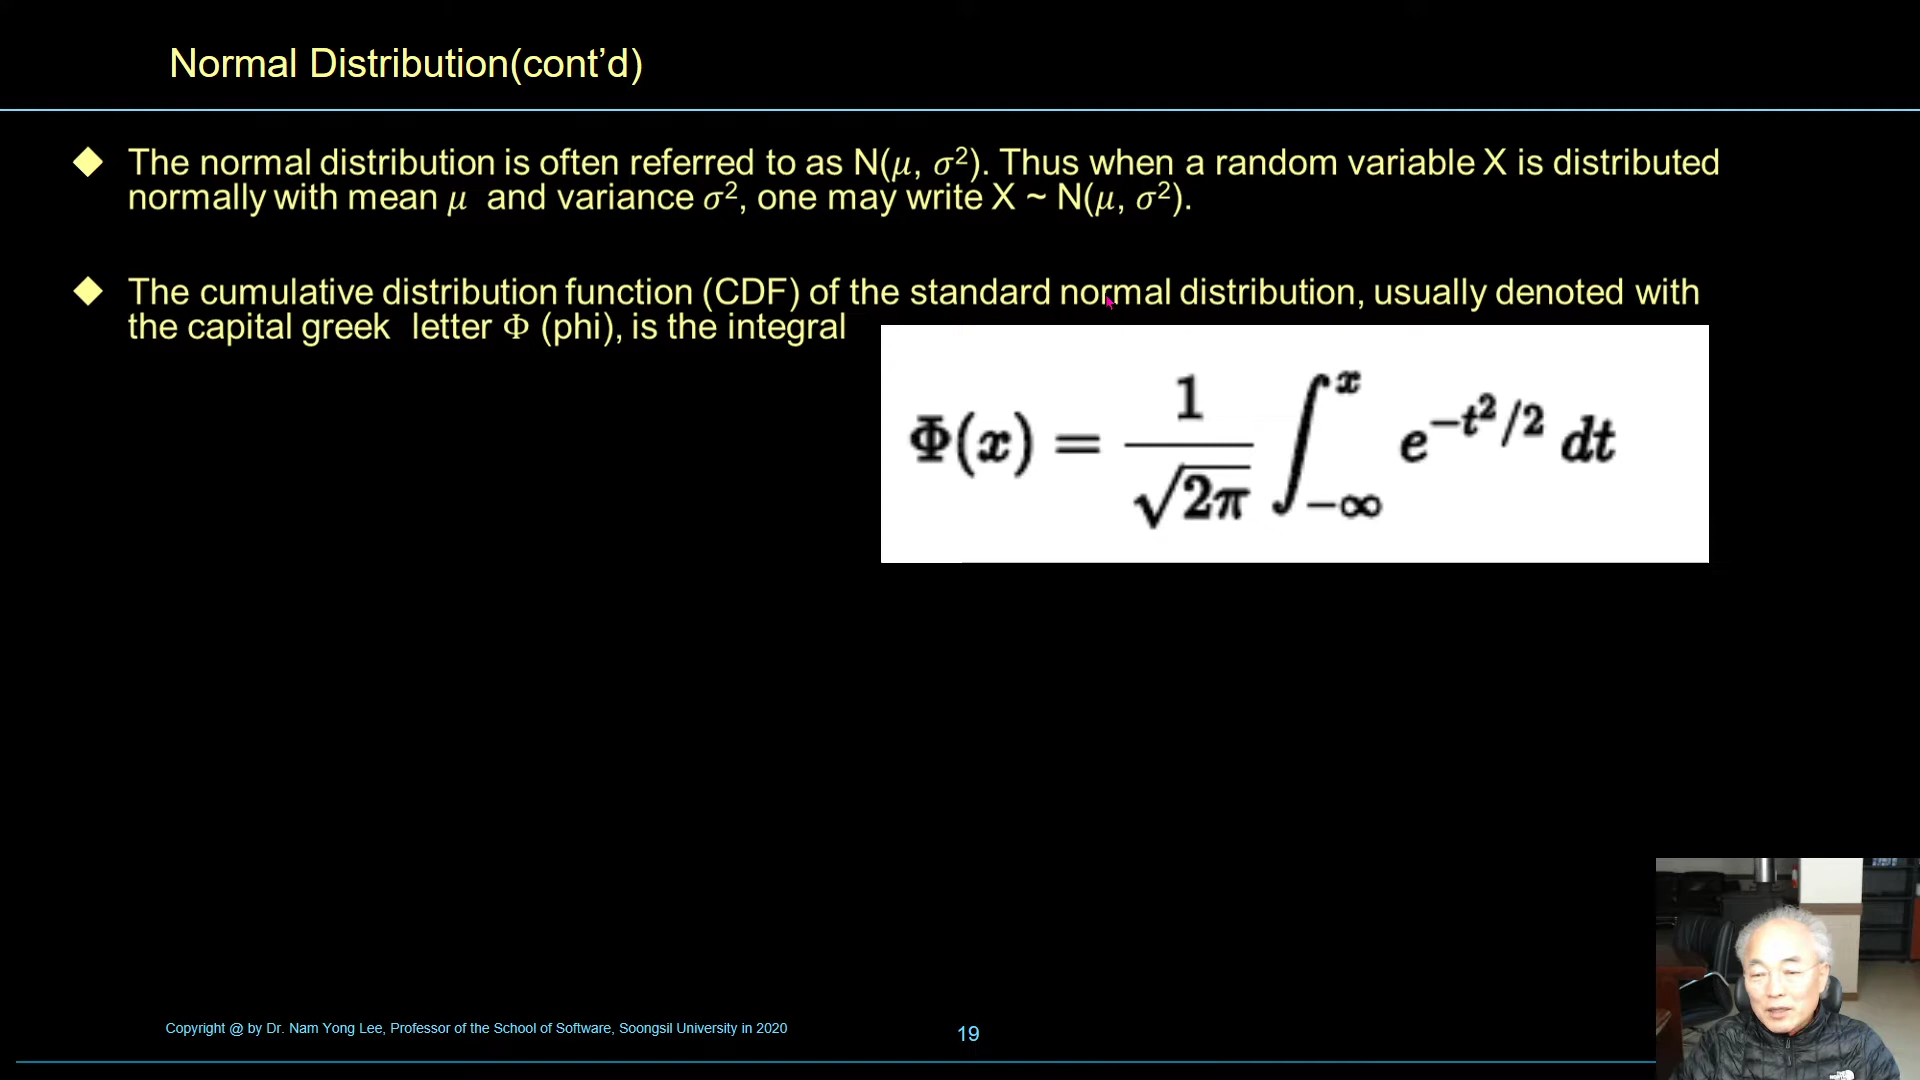 Normal Distribution(cont’d)
The normal distribution is often referred to as N(𝜇, 𝜎²). Thus when a random variable X is distributed
normally with mean 𝜇 and variance 𝜎², one may write X ~ N(𝜇, 𝜎²).
The cumulative distribution function (CDF) of the standard normal distribution, usually denoted with
the capital greek letter Φ (phi), is the integral
Φ(x) = 1/√2π ∫_{-∞}^{x} e^{-t²/2} dt
Copyright @ by Dr. Nam Yong Lee, Professor of the School of Software, Soongsil University in 2020
19